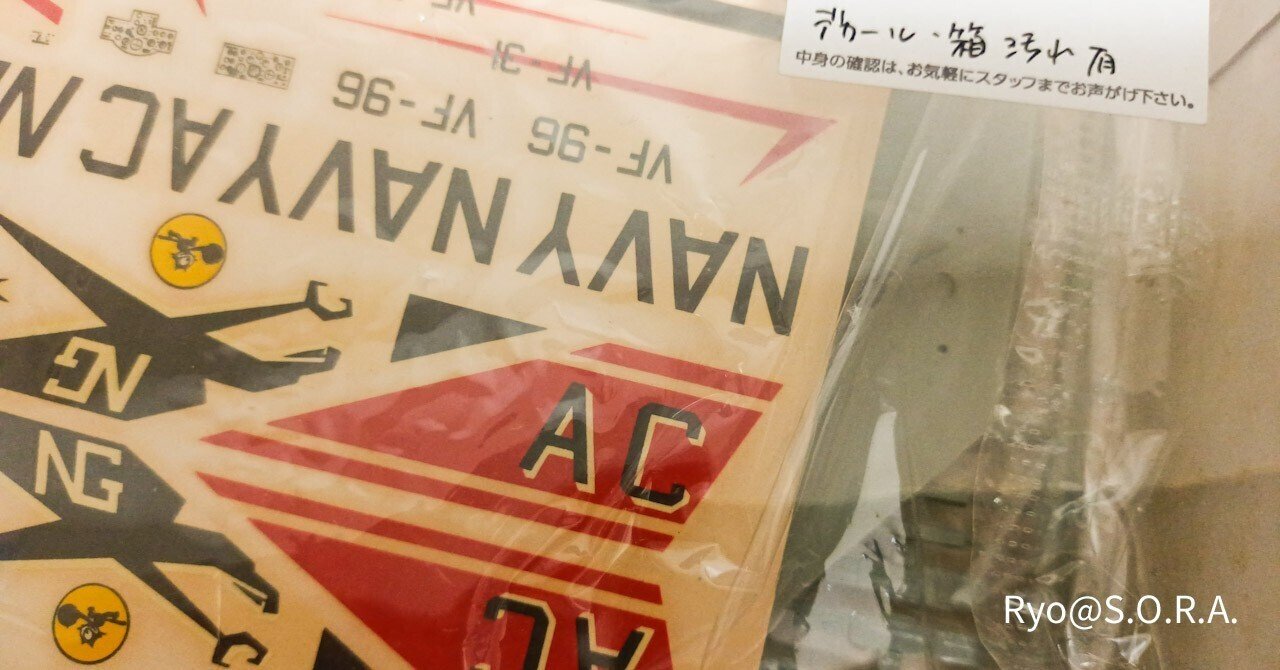 デカール・箱 汚れ 有
中身の確認は、お気軽にスタッフまでお声がけ下さい。
VF-31
VF-96 VF-96
NAVY NAVY AC N
NG
AC
NG
AC
Ryo@S.O.R.A.